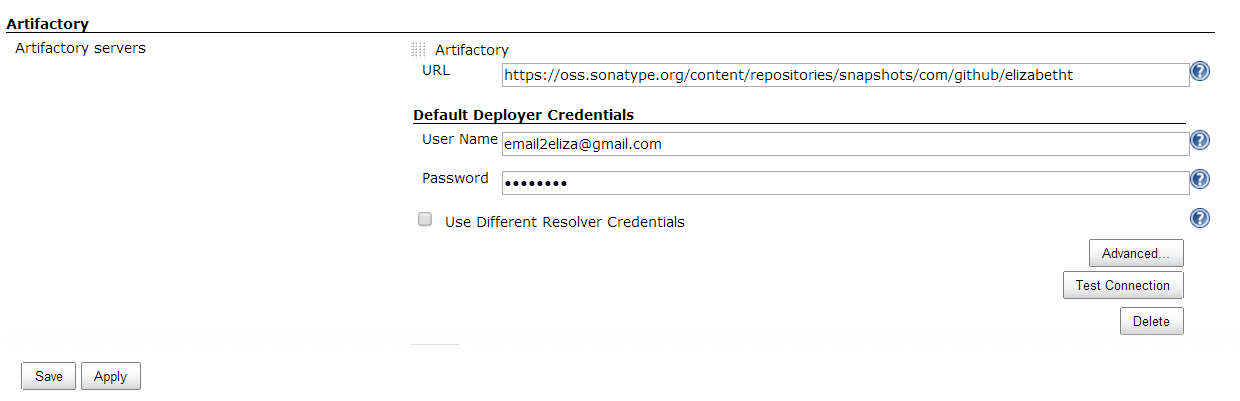 Artifactory
Artifactory servers
Artifactory
URL
https://oss.sonatype.org/content/repositories/snapshots/com/github/elizabetht
?
Default Deployer Credentials
User Name
email2eliza@gmail.com
?
Password
••••••••
?
Use Different Resolver Credentials
?
Advanced...
Test Connection
Delete
Save
Apply